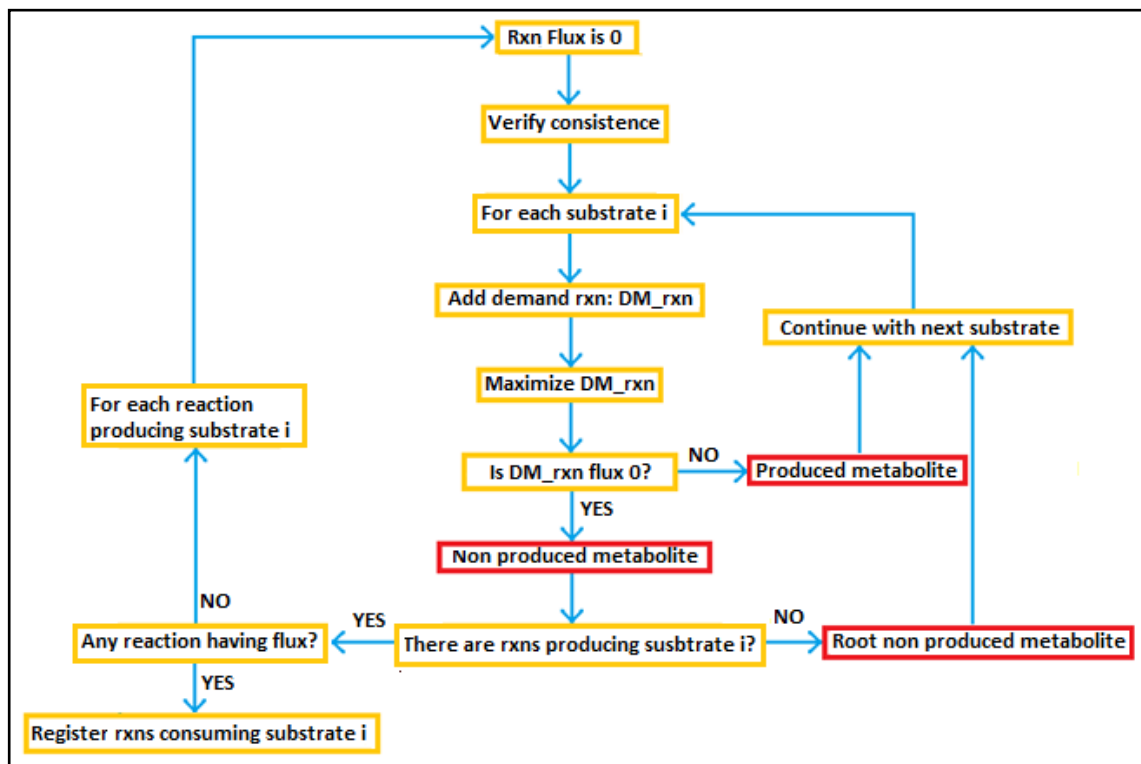 Rxn Flux is 0
Verify consistence
For each substrate i
Add demand rxn: DM_rxn
Continue with next substrate
Maximize DM_rxn
For each reaction
producing substrate i
Is DM_rxn flux 0?
NO
Produced metabolite
YES
Non produced metabolite
NO
YES
NO
Any reaction having flux?
There are rxns producing susbtrate i?
Root non produced metabolite
YES
Register rxns consuming substrate i